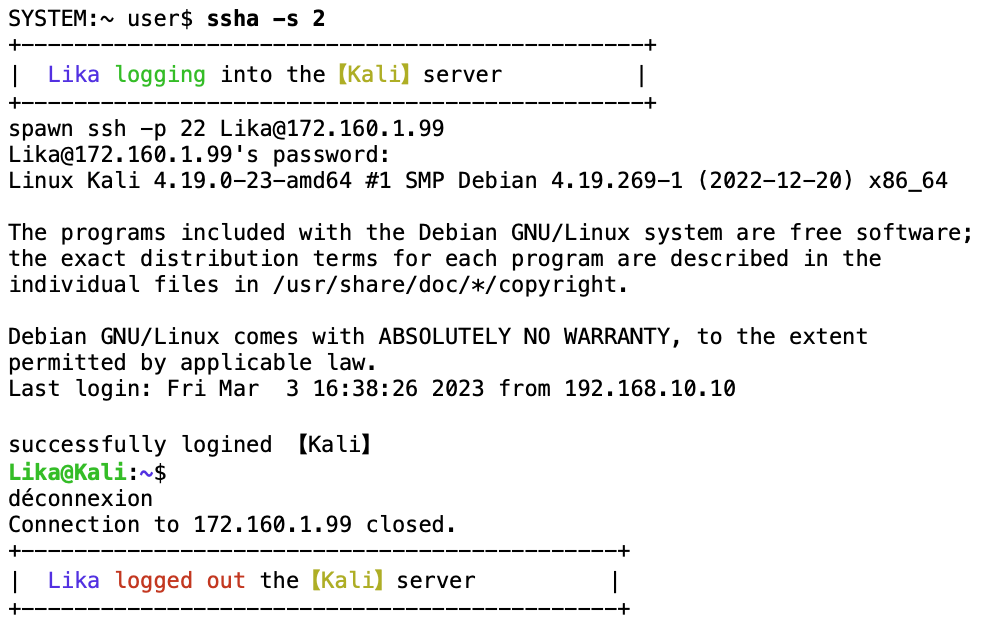 SYSTEM:~ user$ ssha -s 2
+-----------------------------------------------+
|  Lika logging into the【Kali】server          |
+-----------------------------------------------+
spawn ssh -p 22 Lika@172.160.1.99
Lika@172.160.1.99's password:
Linux Kali 4.19.0-23-amd64 #1 SMP Debian 4.19.269-1 (2022-12-20) x86_64
The programs included with the Debian GNU/Linux system are free software;
the exact distribution terms for each program are described in the
individual files in /usr/share/doc/*/copyright.
Debian GNU/Linux comes with ABSOLUTELY NO WARRANTY, to the extent
permitted by applicable law.
Last login: Fri Mar  3 16:38:26 2023 from 192.168.10.10
successfully logined 【Kali】
Lika@Kali:~$
déconnexion
Connection to 172.160.1.99 closed.
+---------------------------------------------+
|  Lika logged out the【Kali】server          |
+---------------------------------------------+